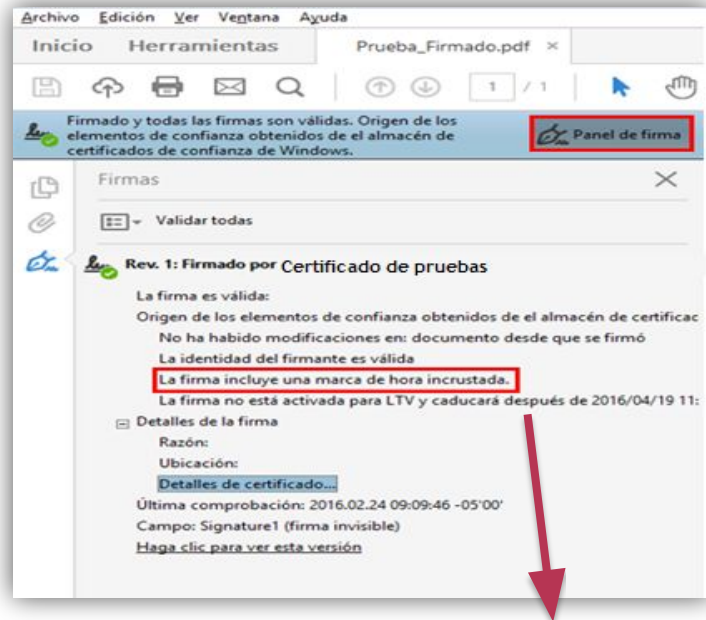 Archivo Edición Ver Ventana Ayuda
Inicio Herramientas Prueba_Firmado.pdf ×
1 / 1
Firmado y todas las firmas son válidas. Origen de los
elementos de confianza obtenidos de el almacén de
certificados de confianza de Windows.
Panel de firma
Firmas
Validar todas
Rev. 1: Firmado por Certificado de pruebas
La firma es válida:
Origen de los elementos de confianza obtenidos de el almacén de certificac
No ha habido modificaciones en: documento desde que se firmó
La identidad del firmante es válida
La firma incluye una marca de hora incrustada.
La firma no está activada para LTV y caducará después de 2016/04/19 11:
Detalles de la firma
Razón:
Ubicación:
Detalles de certificado...
Última comprobación: 2016.02.24 09:09:46 -05'00'
Campo: Signature1 (firma invisible)
Haga clic para ver esta versión